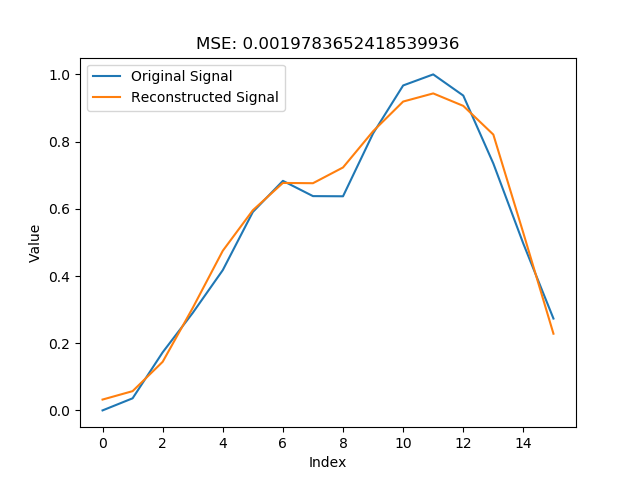 MSE: 0.0019783652418539936
Original Signal
Reconstructed Signal
1.0
0.8
0.6
0.4
0.2
0.0
Value
0 2 4 6 8 10 12 14
Index